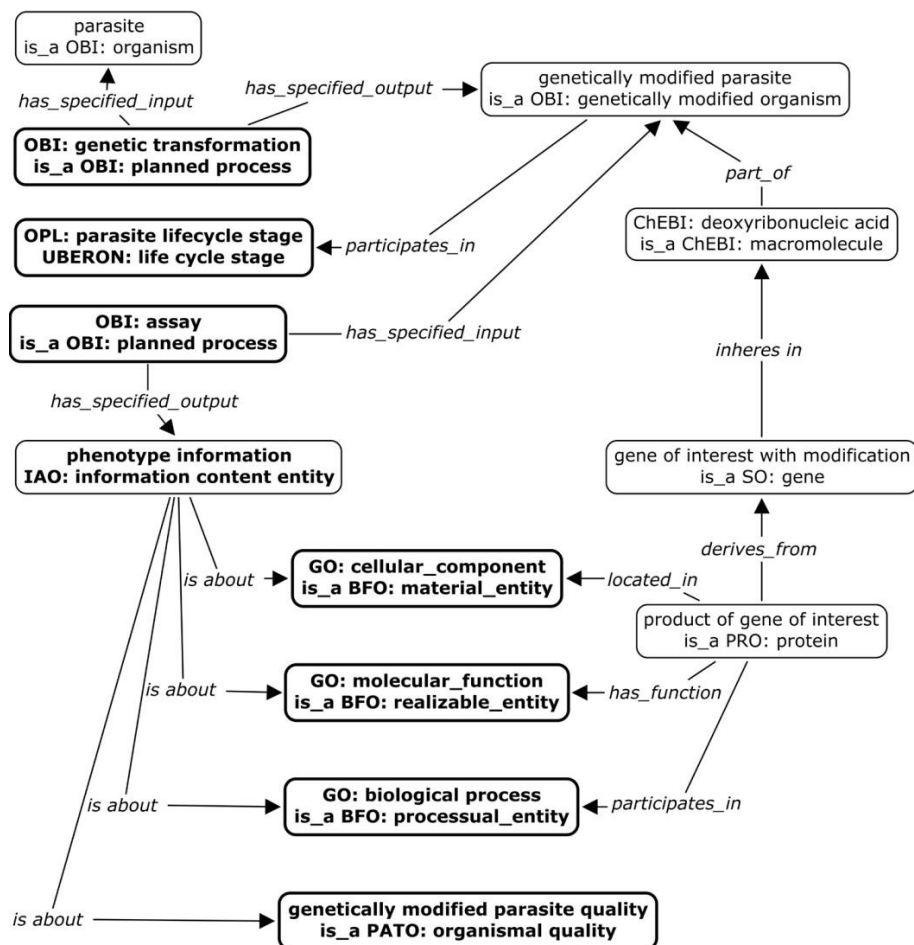 parasite
is_a OBI: organism
has_specified_input
has_specified_output
genetically modified parasite
is_a OBI: genetically modified organism
OBI: genetic transformation
is_a OBI: planned process
part_of
OPL: parasite lifecycle stage
UBERON: life cycle stage
participates_in
ChEBI: deoxyribonucleic acid
is_a ChEBI: macromolecule
OBI: assay
is_a OBI: planned process
has_specified_input
inheres in
has_specified_output
phenotype information
IAO: information content entity
gene of interest with modification
is_a SO: gene
derives_from
is about
GO: cellular_component
is_a BFO: material_entity
located_in
product of gene of interest
is_a PRO: protein
is about
GO: molecular_function
is_a BFO: realizable_entity
has_function
is about
GO: biological process
is_a BFO: processual_entity
participates_in
is about
genetically modified parasite quality
is_a PATO: organismal quality